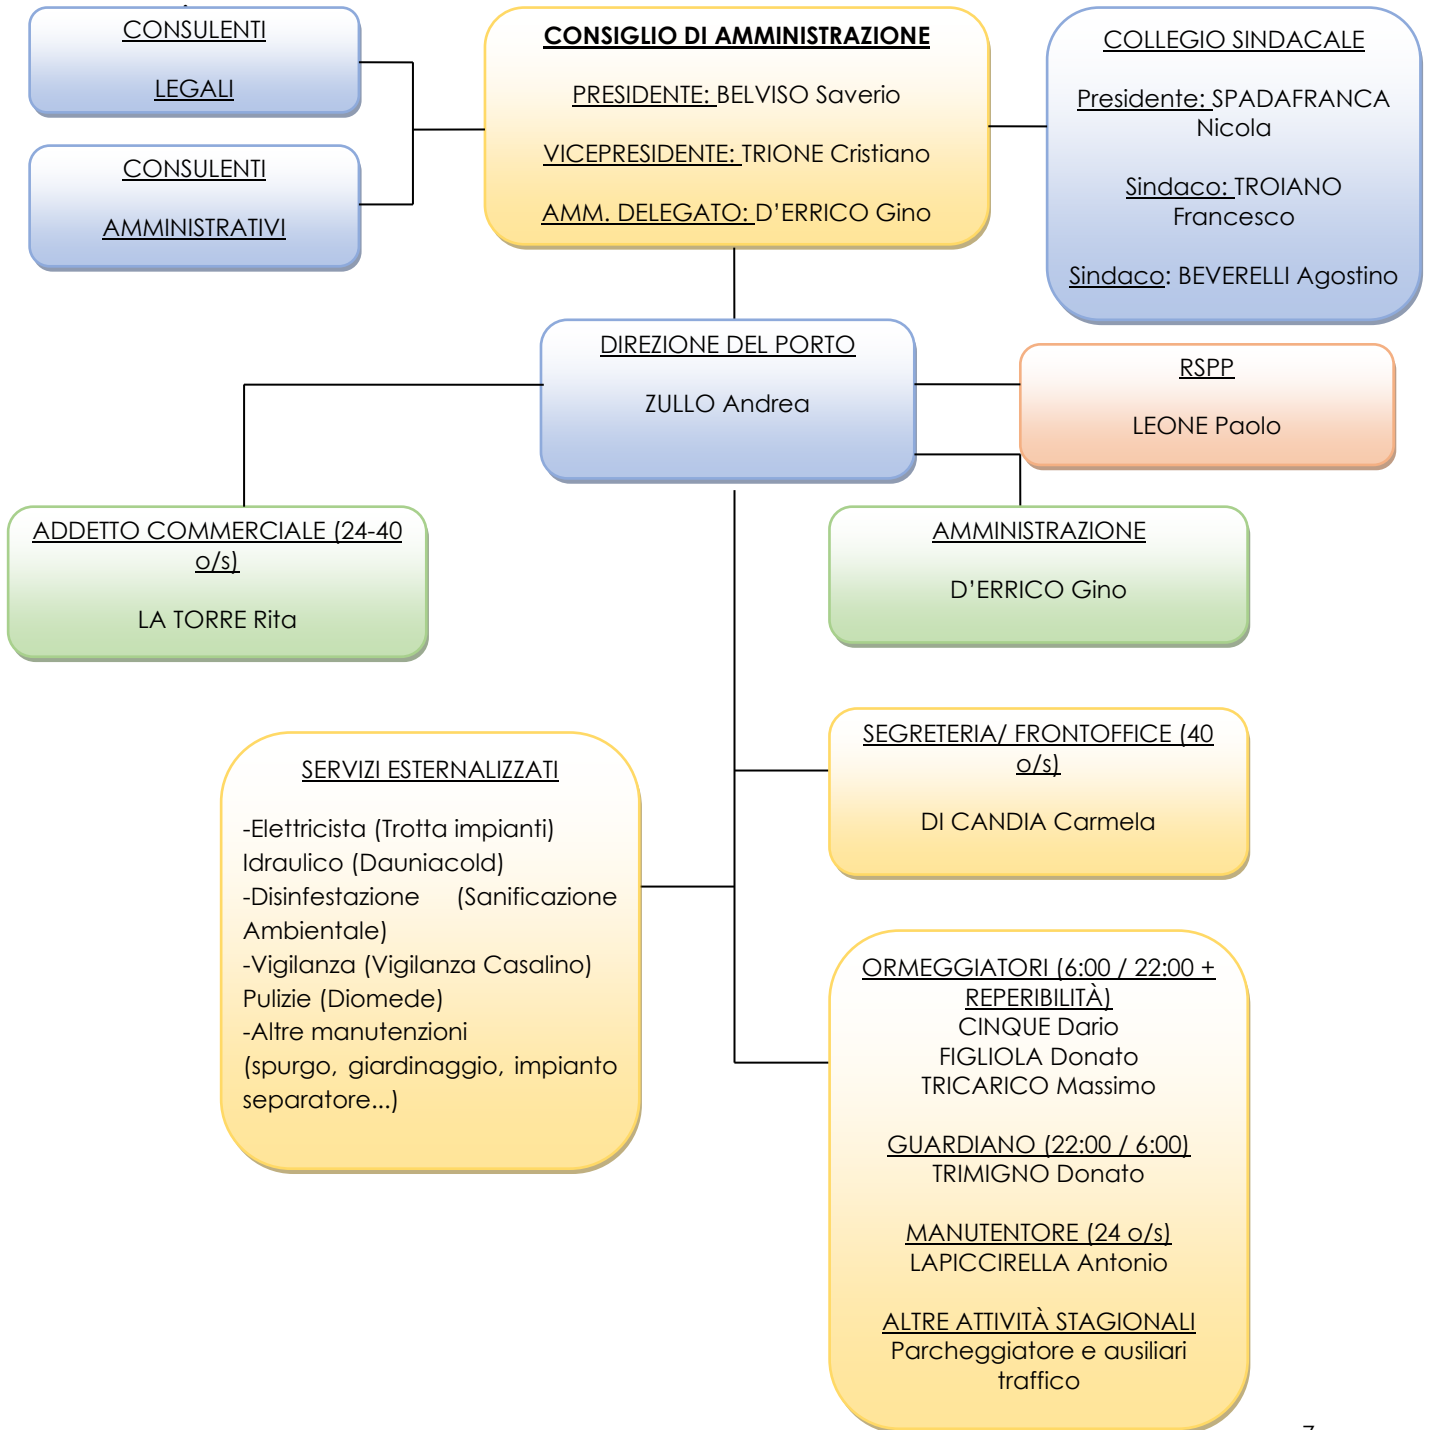 CONSULENTI
LEGALI
CONSULENTI
AMMINISTRATIVI
CONSIGLIO DI AMMINISTRAZIONE
PRESIDENTE: BELVISO Saverio
VICEPRESIDENTE: TRIONE Cristiano
AMM. DELEGATO: D’ERRICO Gino
COLLEGIO SINDACALE
Presidente: SPADAFRANCA
Nicola
Sindaco: TROIANO
Francesco
Sindaco: BEVERELLI Agostino
DIREZIONE DEL PORTO
ZULLO Andrea
RSPP
LEONE Paolo
ADDETTO COMMERCIALE (24-40
o/s)
LA TORRE Rita
AMMINISTRAZIONE
D’ERRICO Gino
SEGRETERIA/ FRONTOFFICE (40
o/s)
DI CANDIA Carmela
SERVIZI ESTERNALIZZATI
-Elettricista (Trotta impianti)
Idraulico (Dauniacold)
-Disinfestazione (Sanificazione
Ambientale)
-Vigilanza (Vigilanza Casalino)
Pulizie (Diomede)
-Altre manutenzioni
(spurgo, giardinaggio, impianto
separatore...)
ORMEGGIATORI (6:00 / 22:00 +
REPERIBILITÀ)
CINQUE Dario
FIGLIOLA Donato
TRICARICO Massimo
GUARDIANO (22:00 / 6:00)
TRIMIGNO Donato
MANUTENTORE (24 o/s)
LAPICCIRELLA Antonio
ALTRE ATTIVITÀ STAGIONALI
Parcheggiatore e ausiliari
traffico